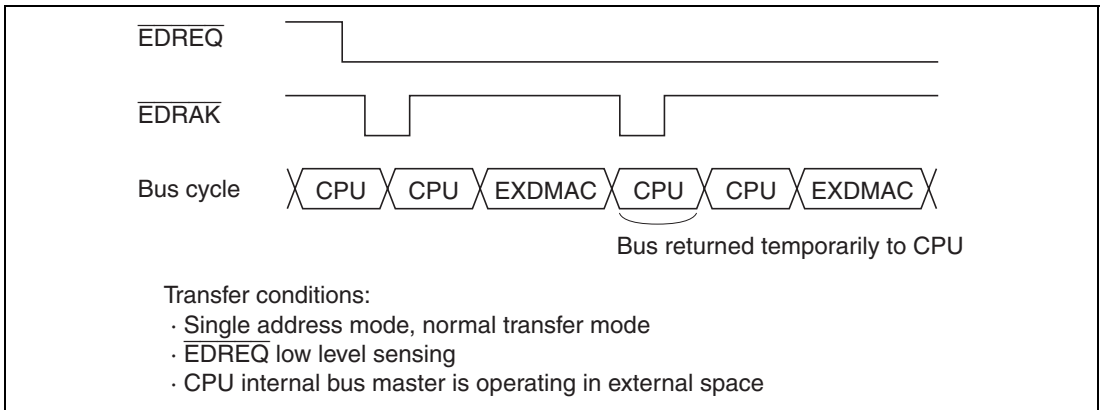 EDREQ
EDRAK
Bus cycle CPU CPU EXDMAC CPU CPU EXDMAC
Bus returned temporarily to CPU
Transfer conditions:
· Single address mode, normal transfer mode
· EDREQ low level sensing
· CPU internal bus master is operating in external space